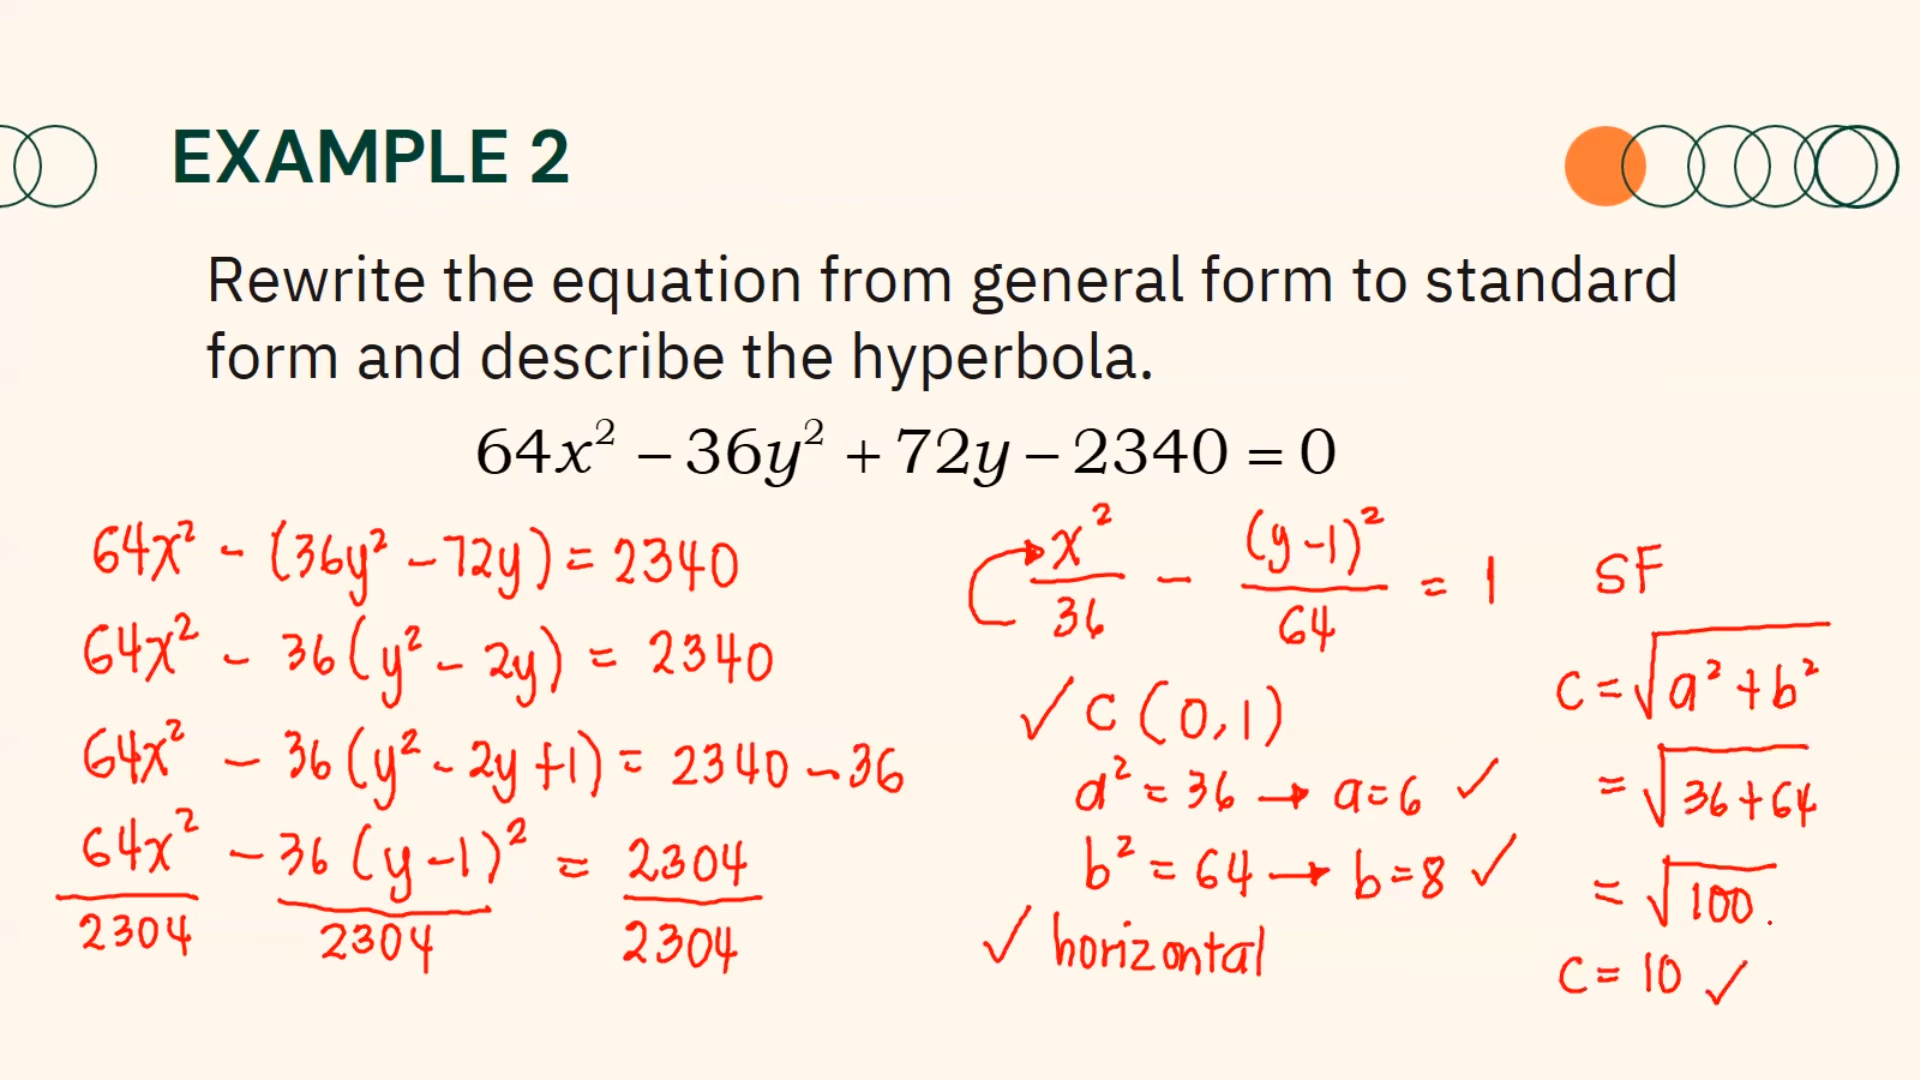 EXAMPLE 2
Rewrite the equation from general form to standard
form and describe the hyperbola.
64x² – 36y² + 72y – 2340 = 0
64x² - (36y² - 72y) = 2340
64x² - 36(y² - 2y) = 2340
64x² - 36(y² - 2y + 1) = 2340 - 36
64x² - 36(y - 1)² = 2304
2304 2304 2304
x² - (y - 1)² = 1
36 64
✓ C (0, 1)
a² = 36 → a = 6 ✓
b² = 64 → b = 8 ✓
✓ horizontal
SF
c = √a² + b²
= √36 + 64
= √100.
c = 10 ✓